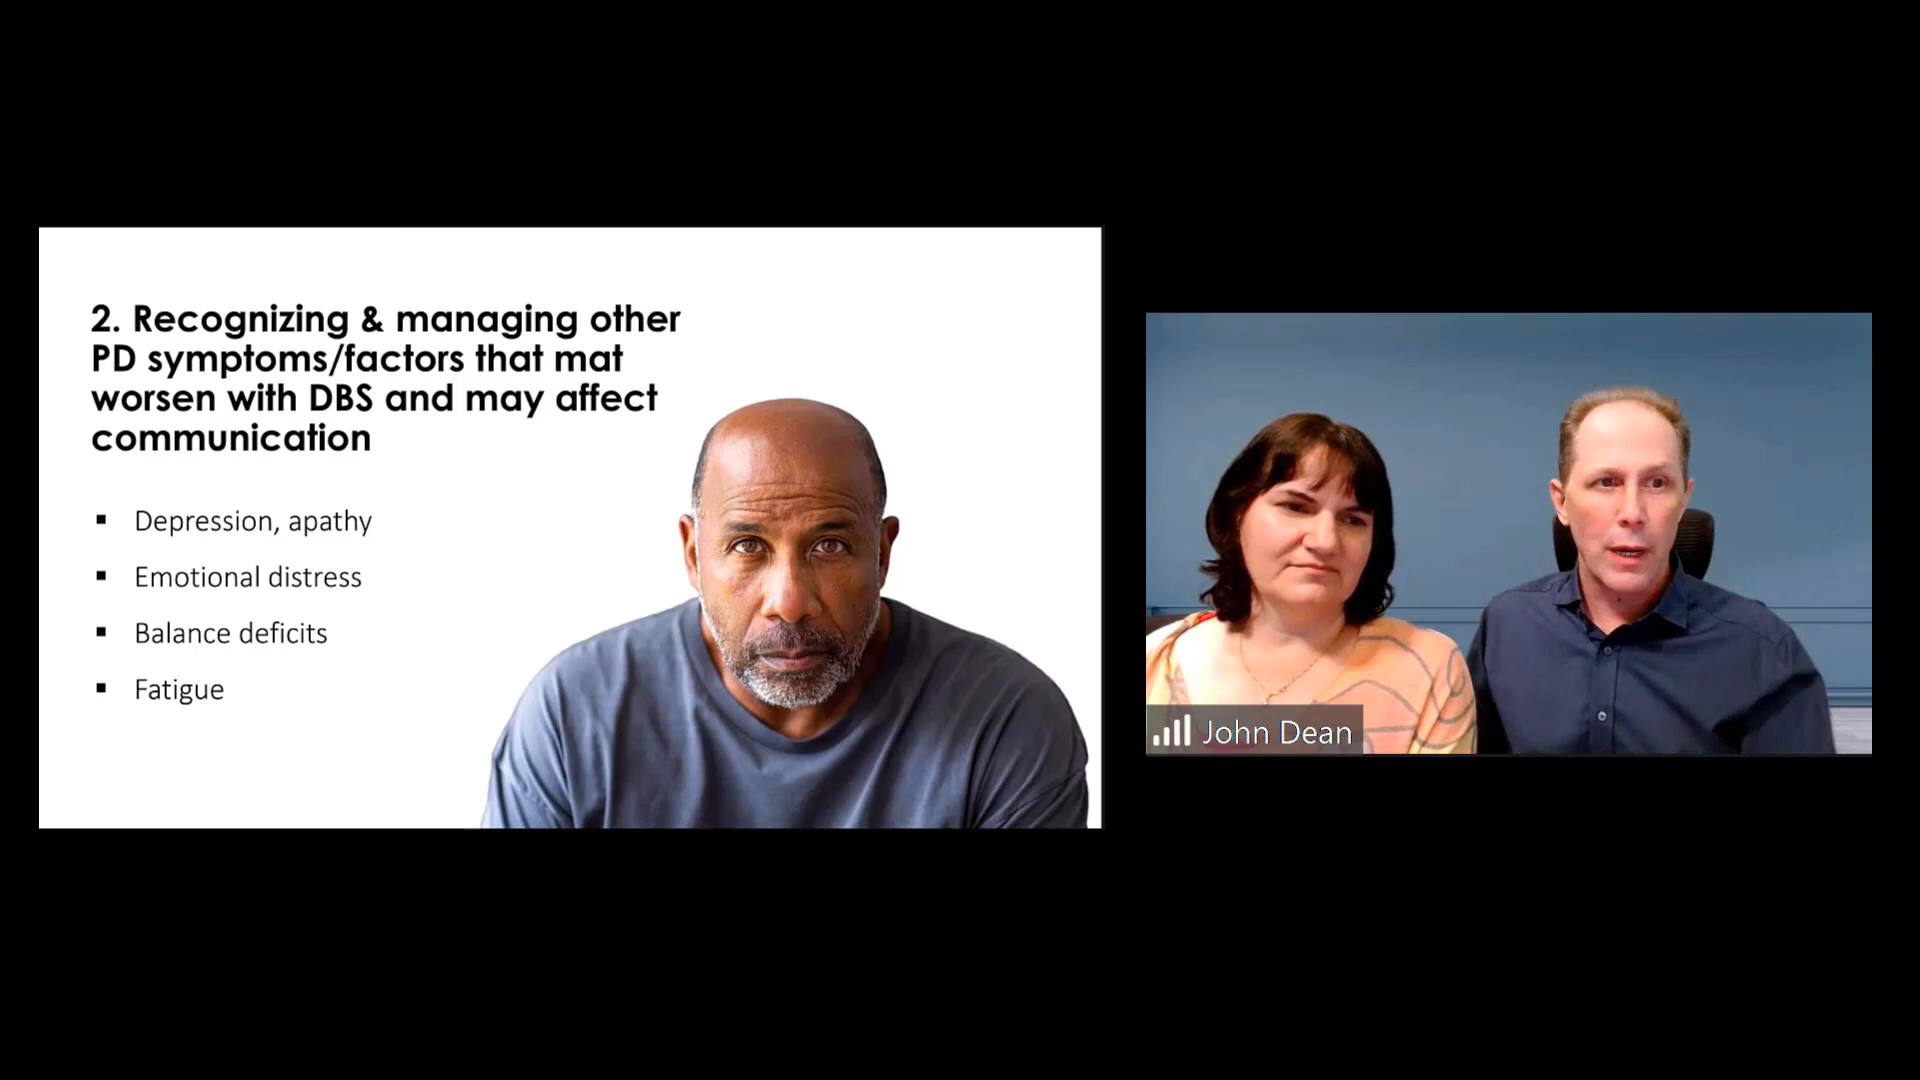 2. Recognizing & managing other
PD symptoms/factors that mat
worsen with DBS and may affect
communication
▪ Depression, apathy
▪ Emotional distress
▪ Balance deficits
▪ Fatigue
John Dean